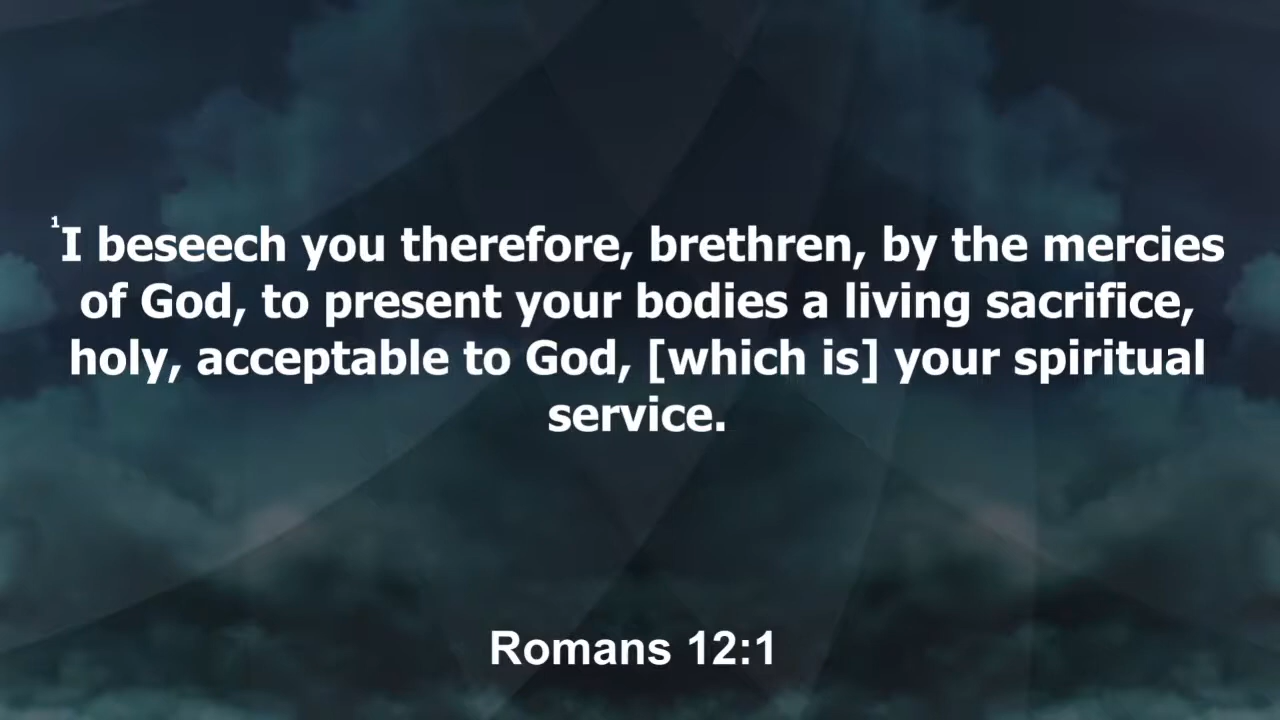 1I beseech you therefore, brethren, by the mercies
of God, to present your bodies a living sacrifice,
holy, acceptable to God, [which is] your spiritual
service.
Romans 12:1